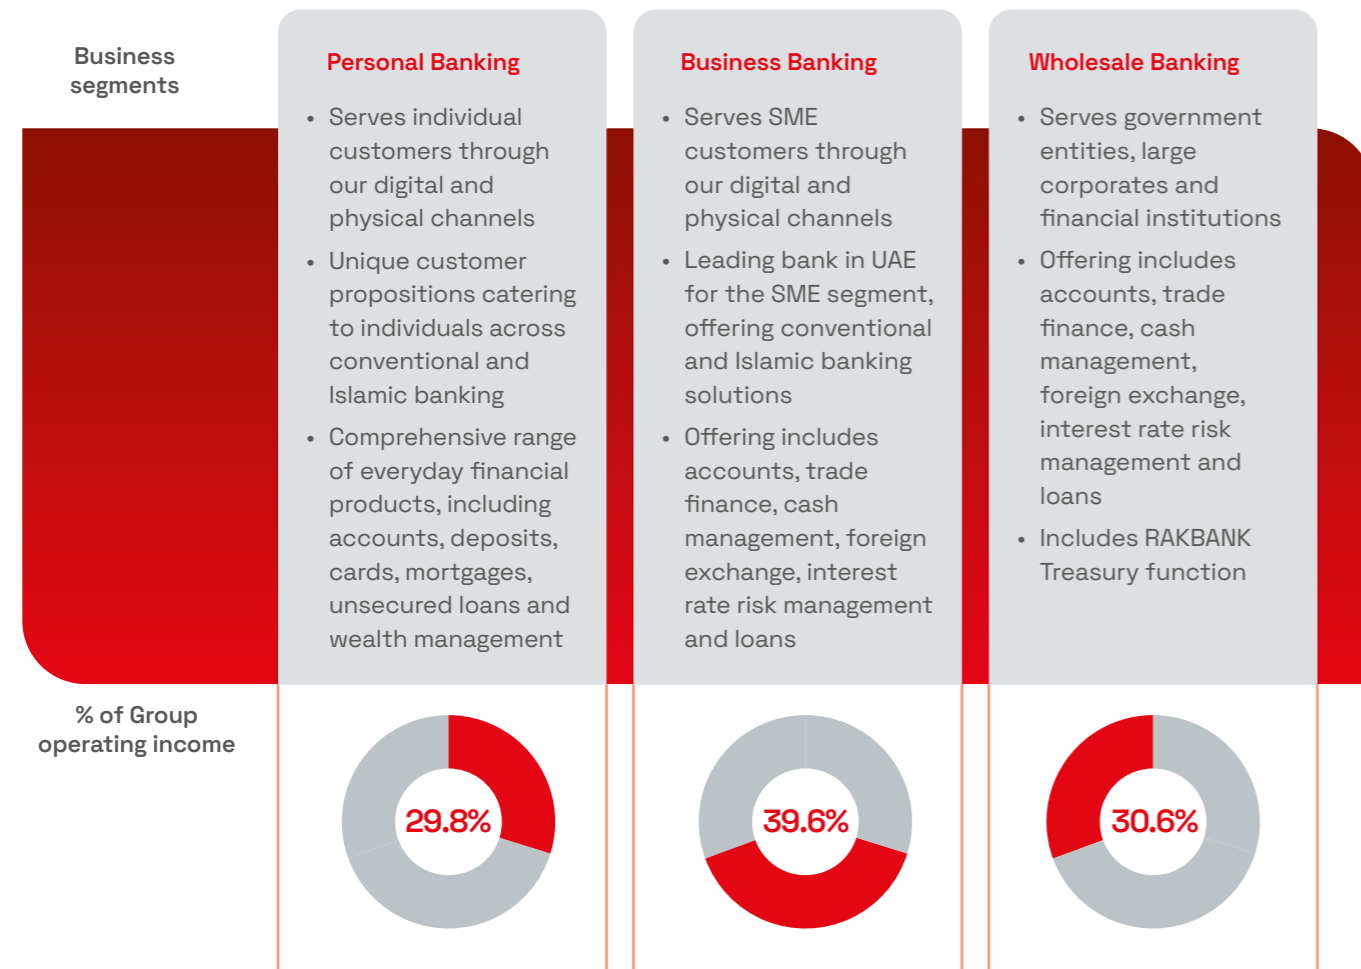 Business
segments
Personal Banking
• Serves individual
customers through
our digital and
physical channels
• Unique customer
propositions catering
to individuals across
conventional and
Islamic banking
• Comprehensive range
of everyday financial
products, including
accounts, deposits,
cards, mortgages,
unsecured loans and
wealth management
Business Banking
• Serves SME
customers through
our digital and
physical channels
• Leading bank in UAE
for the SME segment,
offering conventional
and Islamic banking
solutions
• Offering includes
accounts, trade
finance, cash
management, foreign
exchange, interest
rate risk management
and loans
Wholesale Banking
• Serves government
entities, large
corporates and
financial institutions
• Offering includes
accounts, trade
finance, cash
management,
foreign exchange,
interest rate risk
management and
loans
• Includes RAKBANK
Treasury function
% of Group
operating income
29.8%
39.6%
30.6%